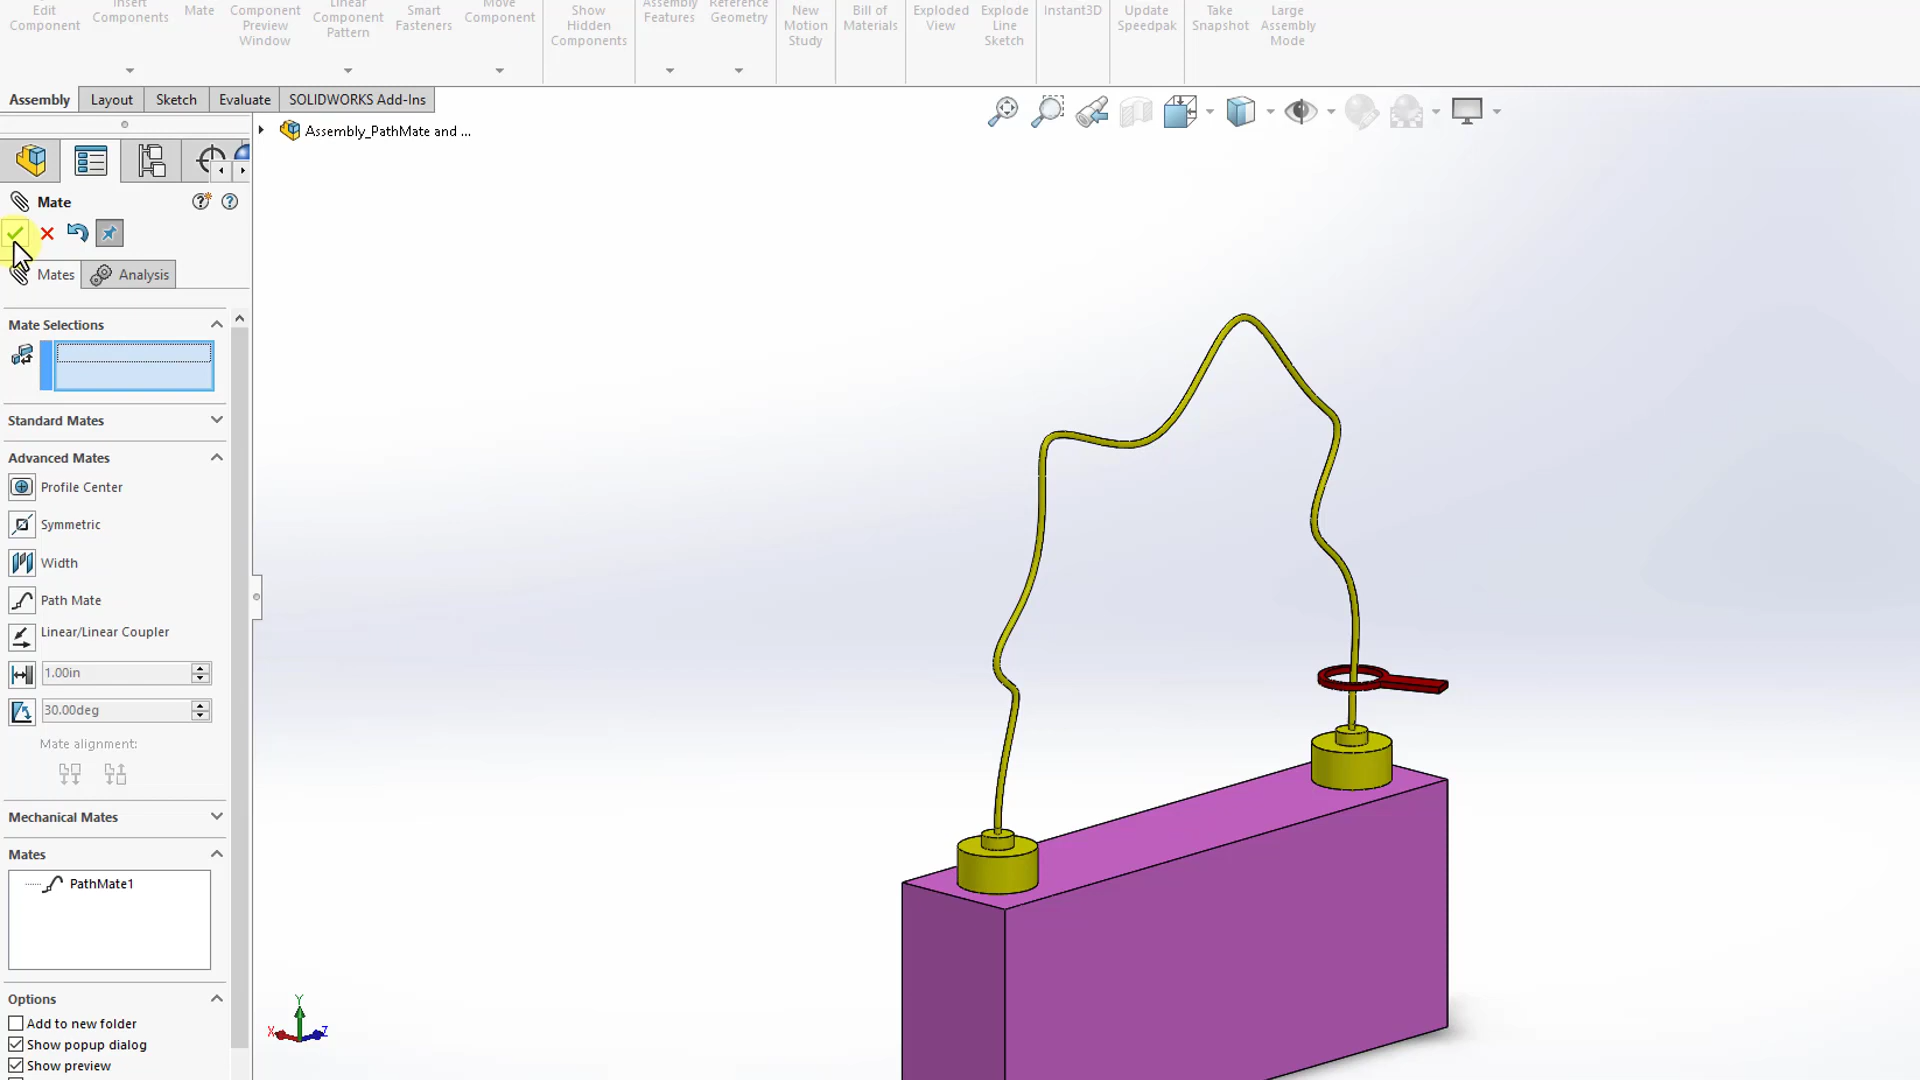 Edit
Component
Insert
Components
Mate
Component
Preview
Window
Linear
Component
Pattern
Smart
Fasteners
Move
Component
Show
Hidden
Components
Assembly
Features
Reference
Geometry
New
Motion
Study
Bill of
Materials
Exploded
View
Explode
Line
Sketch
Instant3D
Update
Speedpak
Take
Snapshot
Large
Assembly
Mode
Assembly
Layout
Sketch
Evaluate
SOLIDWORKS Add-Ins
Assembly_PathMate and ...
Mate
Mates
Analysis
Mate Selections
Standard Mates
Advanced Mates
Profile Center
Symmetric
Width
Path Mate
Linear/Linear Coupler
1.00in
30.00deg
Mate alignment:
Mechanical Mates
Mates
PathMate1
Options
Add to new folder
Show popup dialog
Show preview
Y
X
Z